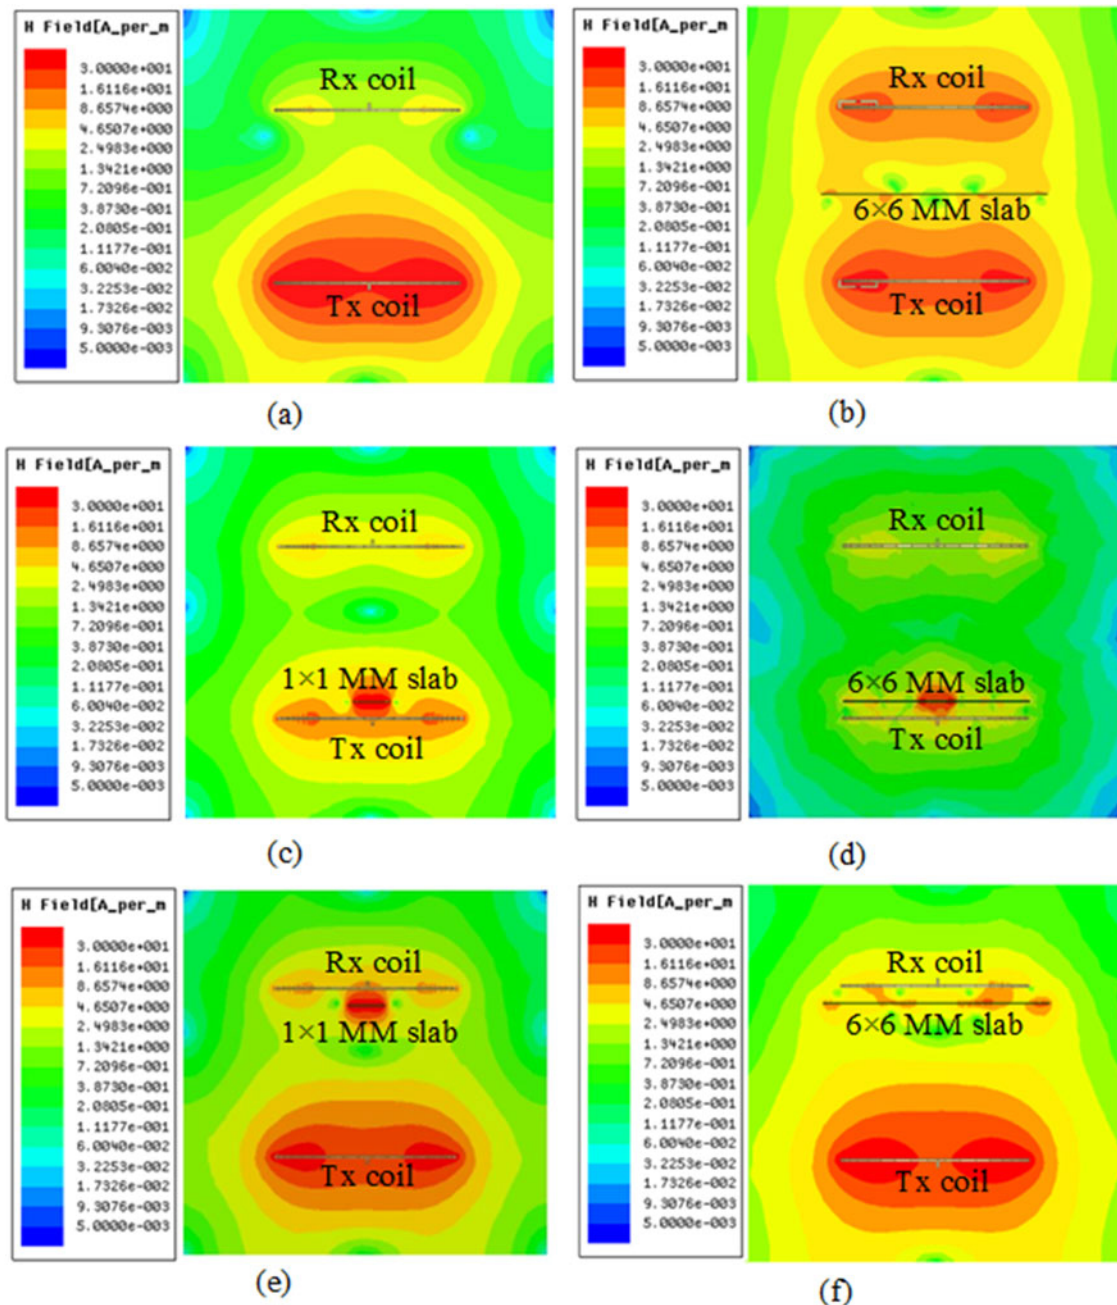 H Field[A_per_m
3.0000e+001
1.6116e+001
8.6574e+000
4.6507e+000
2.4983e+000
1.3421e+000
7.2096e-001
3.8730e-001
2.0805e-001
1.1177e-001
6.0040e-002
3.2253e-002
1.7326e-002
9.3076e-003
5.0000e-003
Rx coil
Tx coil
(a)
H Field[A_per_m
3.0000e+001
1.6116e+001
8.6574e+000
4.6507e+000
2.4983e+000
1.3421e+000
7.2096e-001
3.8730e-001
2.0805e-001
1.1177e-001
6.0040e-002
3.2253e-002
1.7326e-002
9.3076e-003
5.0000e-003
Rx coil
6×6 MM slab
Tx coil
(b)
H Field[A_per_m
3.0000e+001
1.6116e+001
8.6574e+000
4.6507e+000
2.4983e+000
1.3421e+000
7.2096e-001
3.8730e-001
2.0805e-001
1.1177e-001
6.0040e-002
3.2253e-002
1.7326e-002
9.3076e-003
5.0000e-003
Rx coil
1×1 MM slab
Tx coil
(c)
H Field[A_per_m
3.0000e+001
1.6116e+001
8.6574e+000
4.6507e+000
2.4983e+000
1.3421e+000
7.2096e-001
3.8730e-001
2.0805e-001
1.1177e-001
6.0040e-002
3.2253e-002
1.7326e-002
9.3076e-003
5.0000e-003
Rx coil
6×6 MM slab
Tx coil
(d)
H Field[A_per_m
3.0000e+001
1.6116e+001
8.6574e+000
4.6507e+000
2.4983e+000
1.3421e+000
7.2096e-001
3.8730e-001
2.0805e-001
1.1177e-001
6.0040e-002
3.2253e-002
1.7326e-002
9.3076e-003
5.0000e-003
Rx coil
1×1 MM slab
Tx coil
(e)
H Field[A_per_m
3.0000e+001
1.6116e+001
8.6574e+000
4.6507e+000
2.4983e+000
1.3421e+000
7.2096e-001
3.8730e-001
2.0805e-001
1.1177e-001
6.0040e-002
3.2253e-002
1.7326e-002
9.3076e-003
5.0000e-003
Rx coil
6×6 MM slab
Tx coil
(f)